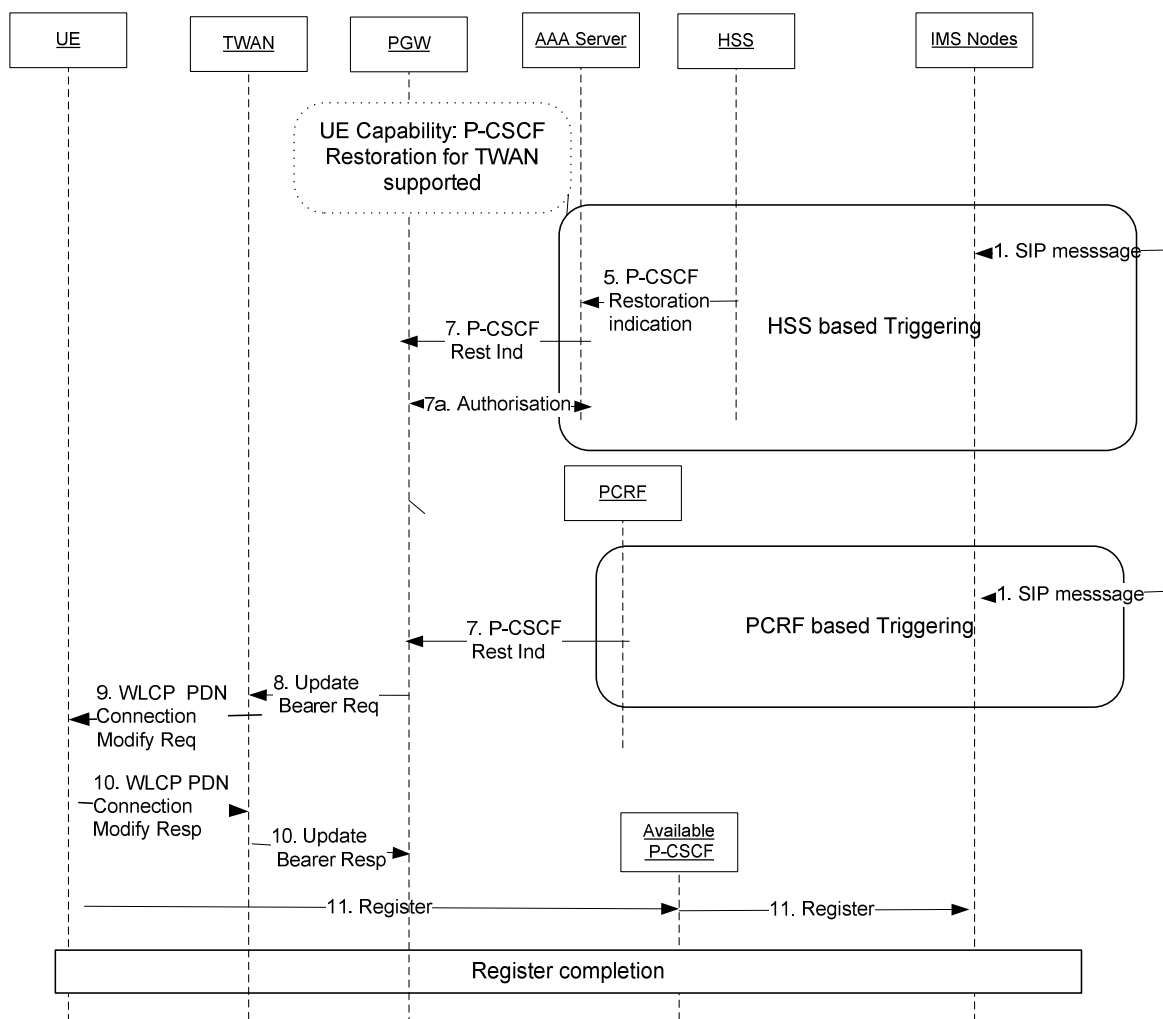 UE
TWAN
PGW
AAA Server
HSS
IMS Nodes
UE Capability: P-CSCF
Restoration for TWAN
supported
1. SIP messsage
5. P-CSCF
Restoration
indication
HSS based Triggering
7. P-CSCF
Rest Ind
7a. Authorisation
PCRF
1. SIP messsage
PCRF based Triggering
7. P-CSCF
Rest Ind
8. Update
Bearer Req
9. WLCP PDN
Connection
Modify Req
10. WLCP PDN
Connection
Modify Resp
10. Update
Bearer Resp
Available
P-CSCF
11. Register
11. Register
Register completion